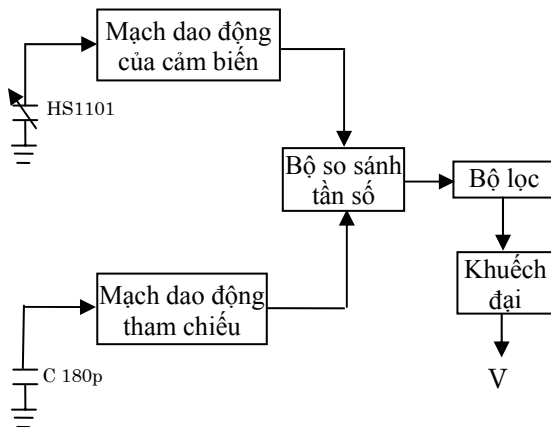 Mạch dao động
của cảm biến
HS1101
Bộ so sánh
tần số
Bộ lọc
Khuếch
đại
Mạch dao động
tham chiếu
C 180p
V